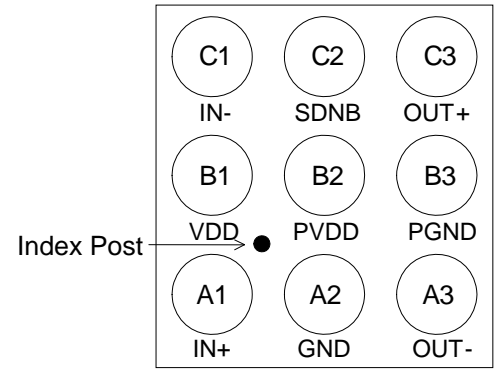 C1 C2 C3
IN- SDNB OUT+
B1 B2 B3
VDD PVDD PGND
Index Post
A1 A2 A3
IN+ GND OUT-